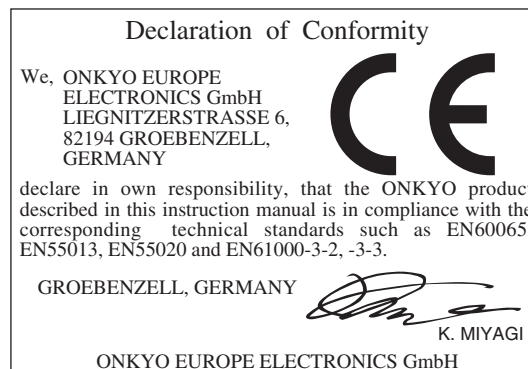 Declaration of Conformity
We, ONKYO EUROPE
ELECTRONICS GmbH
LIEGNITZERSTRASSE 6,
82194 GROEBENZELL,
GERMANY
CE
declare in own responsibility, that the ONKYO product
described in this instruction manual is in compliance with the
corresponding technical standards such as EN60065,
EN55013, EN55020 and EN61000-3-2, -3-3.
GROEBENZELL, GERMANY
K. MIYAGI
ONKYO EUROPE ELECTRONICS GmbH